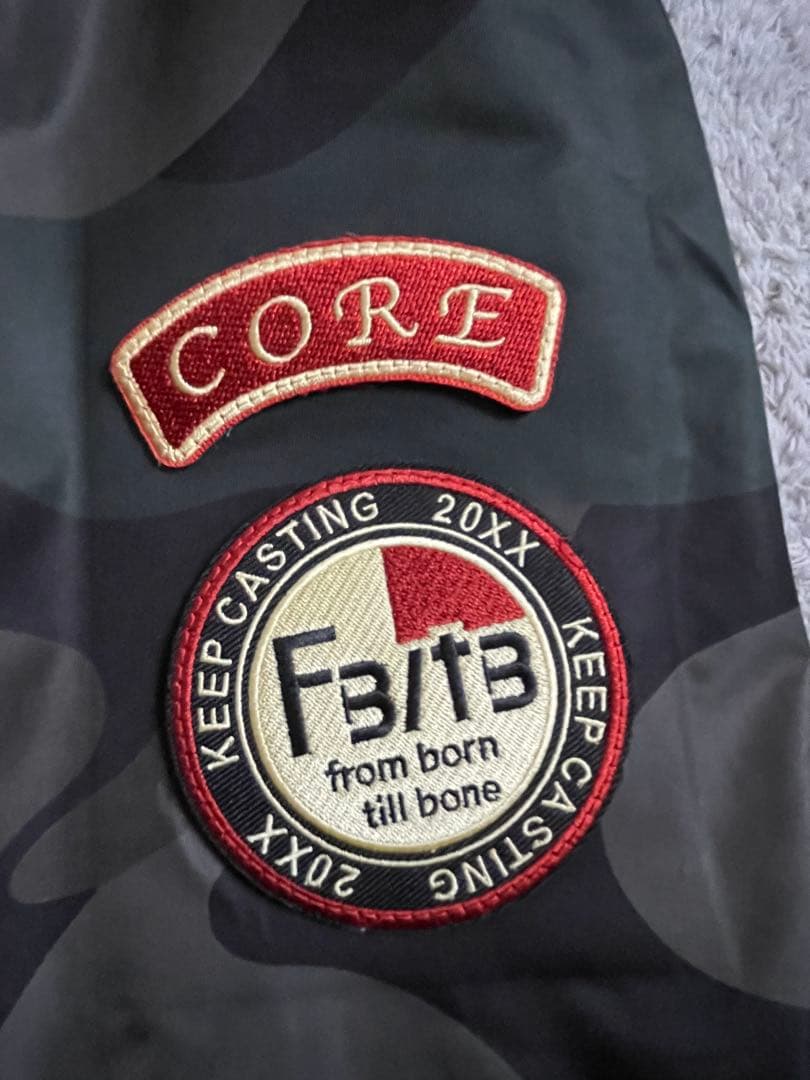 CORE
KEEP CASTING 20XX
KEEP CASTING 20XX
FB/tB
from born
till bone